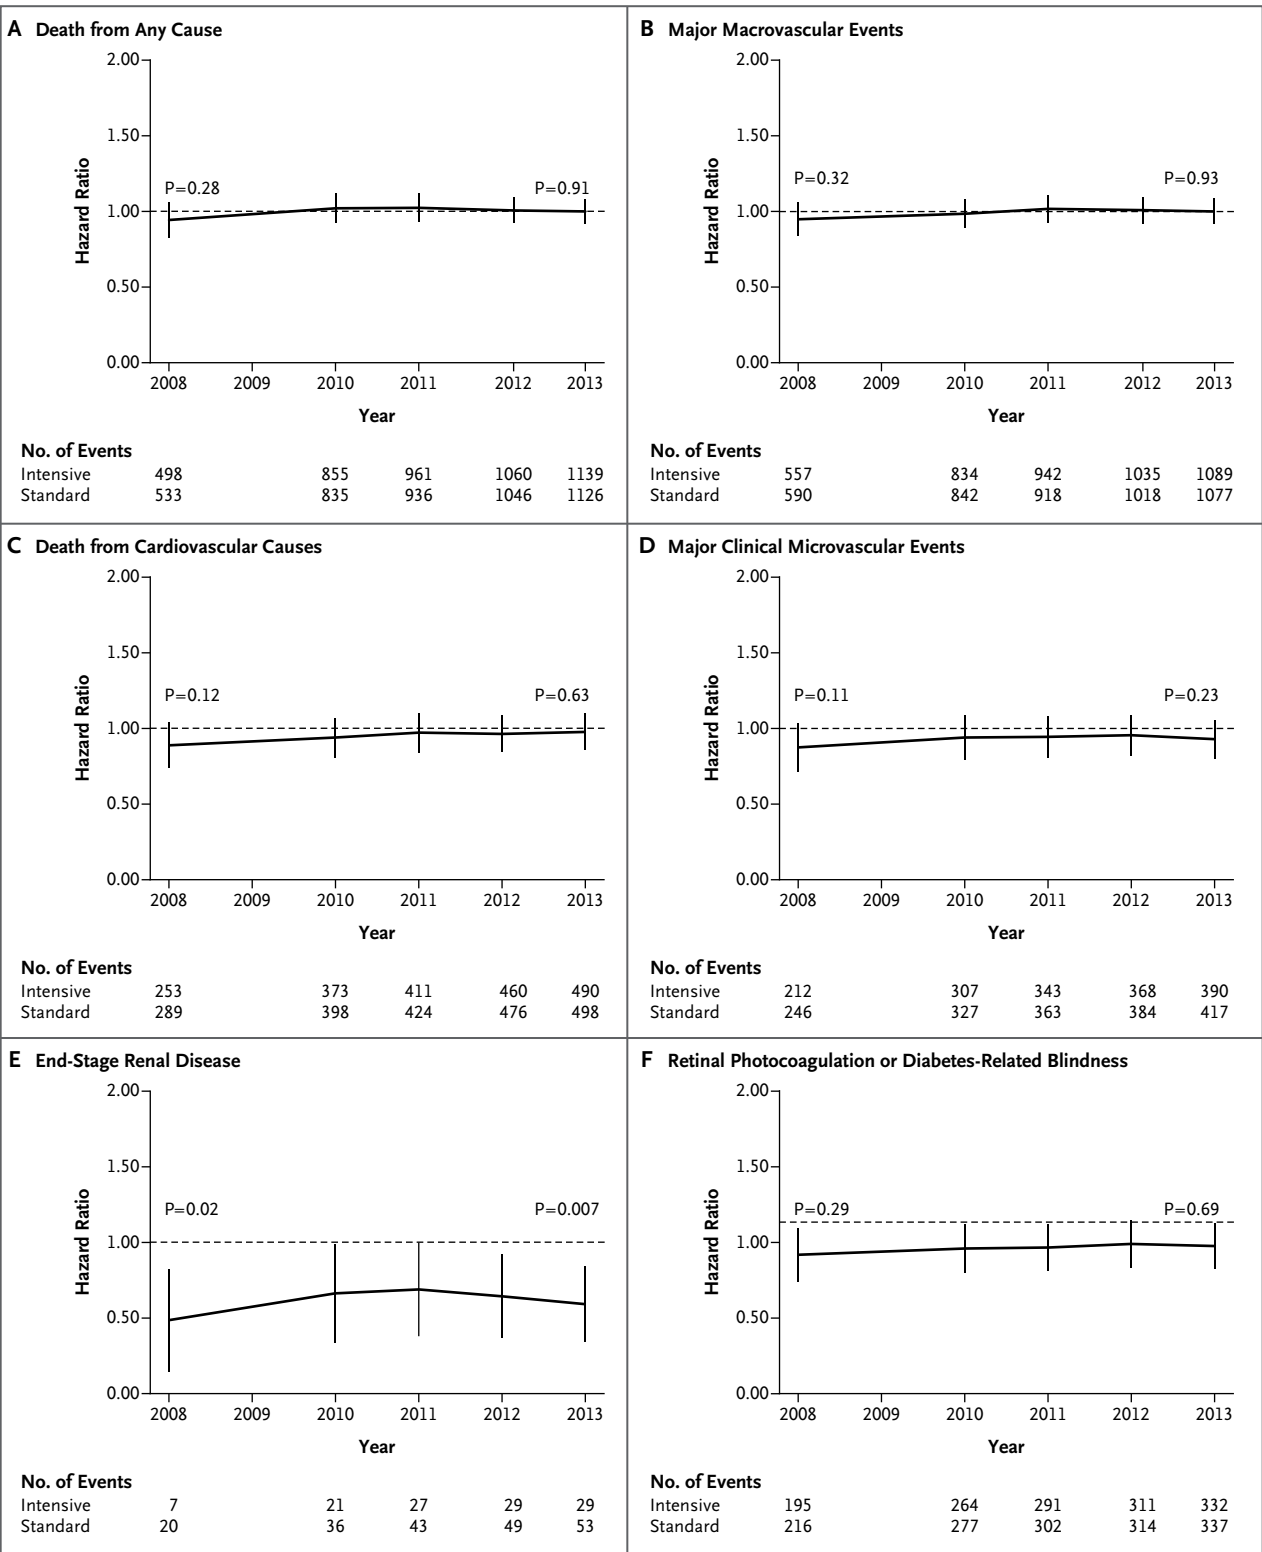 A Death from Any Cause
2.00
1.50
1.00
0.50
0.00
Hazard Ratio
P=0.28
P=0.91
2008 2009 2010 2011 2012 2013
Year
No. of Events
Intensive 498 855 961 1060 1139
Standard 533 835 936 1046 1126
B Major Macrovascular Events
2.00
1.50
1.00
0.50
0.00
Hazard Ratio
P=0.32
P=0.93
2008 2009 2010 2011 2012 2013
Year
No. of Events
Intensive 557 834 942 1035 1089
Standard 590 842 918 1018 1077
C Death from Cardiovascular Causes
2.00
1.50
1.00
0.50
0.00
Hazard Ratio
P=0.12
P=0.63
2008 2009 2010 2011 2012 2013
Year
No. of Events
Intensive 253 373 411 460 490
Standard 289 398 424 476 498
D Major Clinical Microvascular Events
2.00
1.50
1.00
0.50
0.00
Hazard Ratio
P=0.11
P=0.23
2008 2009 2010 2011 2012 2013
Year
No. of Events
Intensive 212 307 343 368 390
Standard 246 327 363 384 417
E End-Stage Renal Disease
2.00
1.50
1.00
0.50
0.00
Hazard Ratio
P=0.02
P=0.007
2008 2009 2010 2011 2012 2013
Year
No. of Events
Intensive 7 21 27 29 29
Standard 20 36 43 49 53
F Retinal Photocoagulation or Diabetes-Related Blindness
2.00
1.50
1.00
0.50
0.00
Hazard Ratio
P=0.29
P=0.69
2008 2009 2010 2011 2012 2013
Year
No. of Events
Intensive 195 264 291 311 332
Standard 216 277 302 314 337